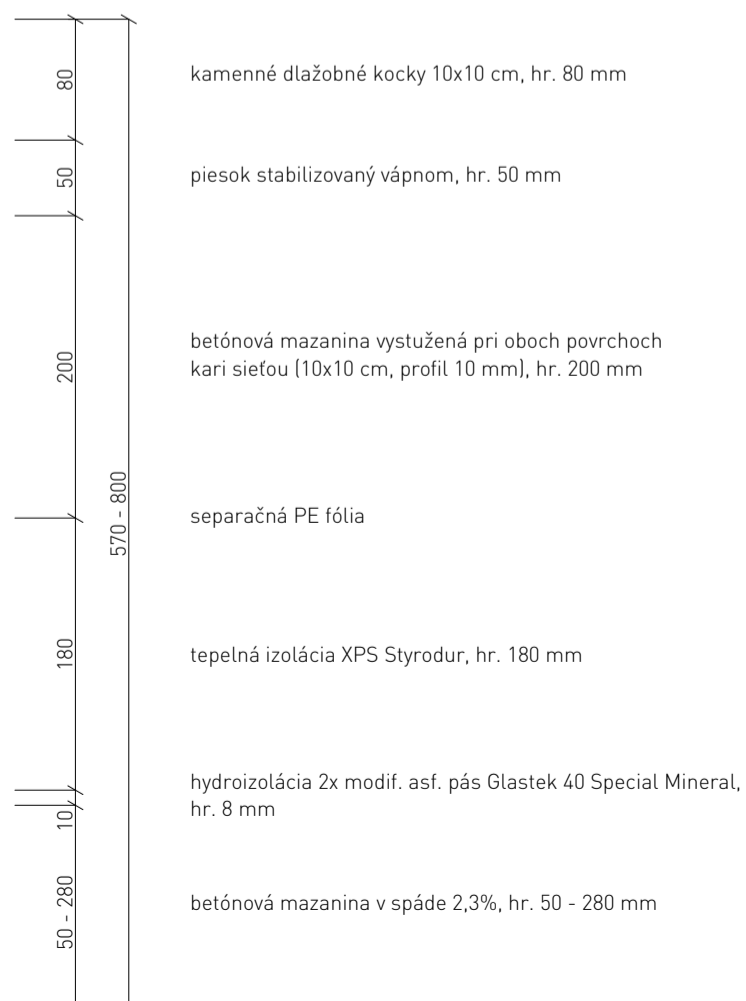 80
kamenné dlažobné kocky 10x10 cm, hr. 80 mm
50
piesok stabilizovaný vápnom, hr. 50 mm
200
betónová mazanina vystužená pri oboch povrchoch
kari sieťou (10x10 cm, profil 10 mm), hr. 200 mm
570 - 800
separačná PE fólia
180
tepelná izolácia XPS Styrodur, hr. 180 mm
hydroizolácia 2x modif. asf. pás Glastek 40 Special Mineral,
hr. 8 mm
10
50 - 280
betónová mazanina v spáde 2,3%, hr. 50 - 280 mm